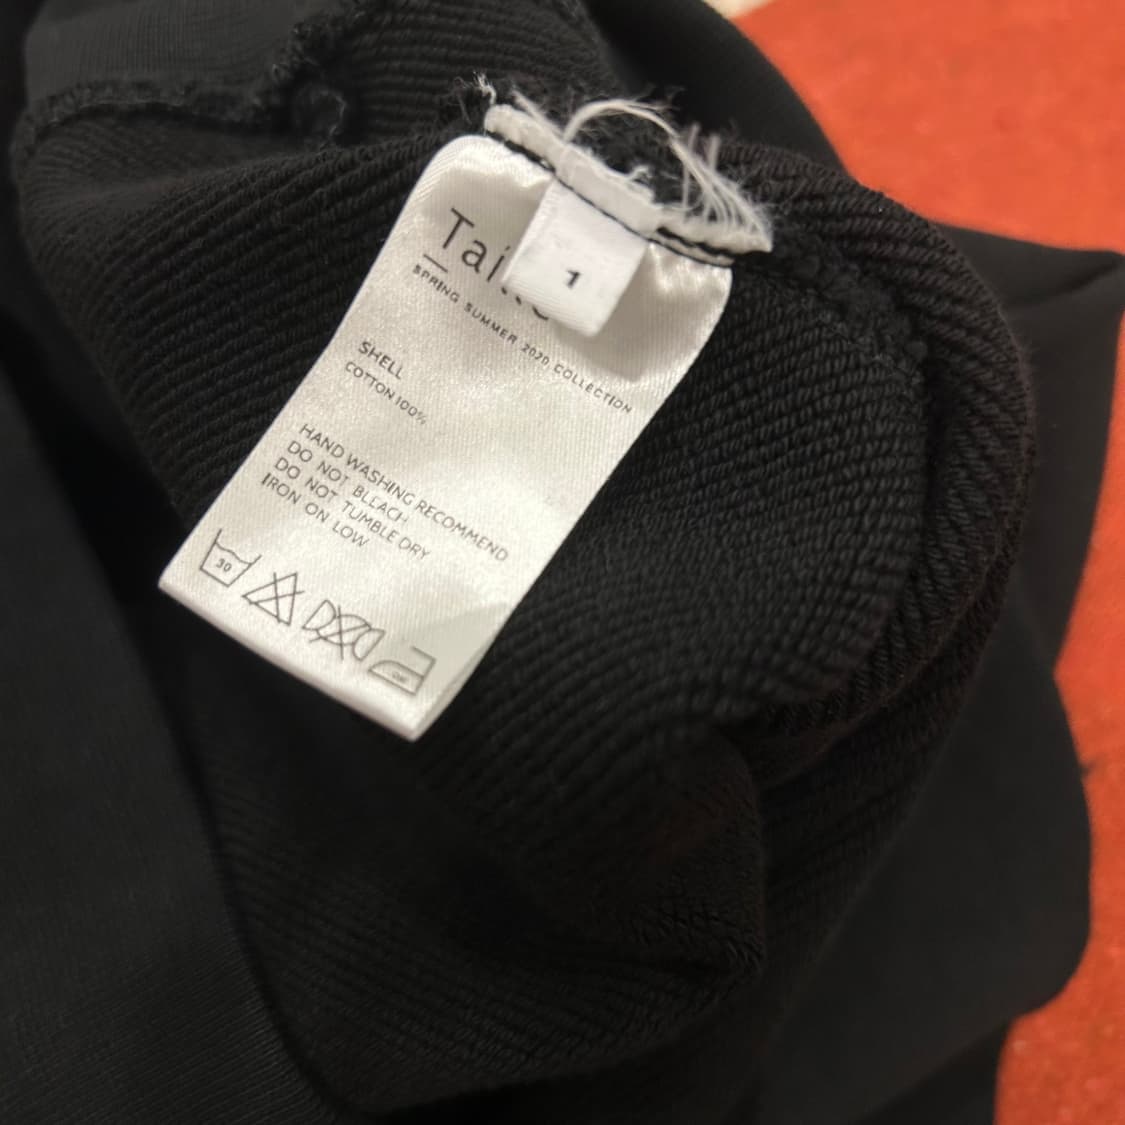 1
SPRING SUMMER 2020 COLLECTION
SHELL
COTTON 100%
HAND WASHING RECOMMEND
DO NOT BLEACH
DO NOT TUMBLE DRY
IRON ON LOW
30